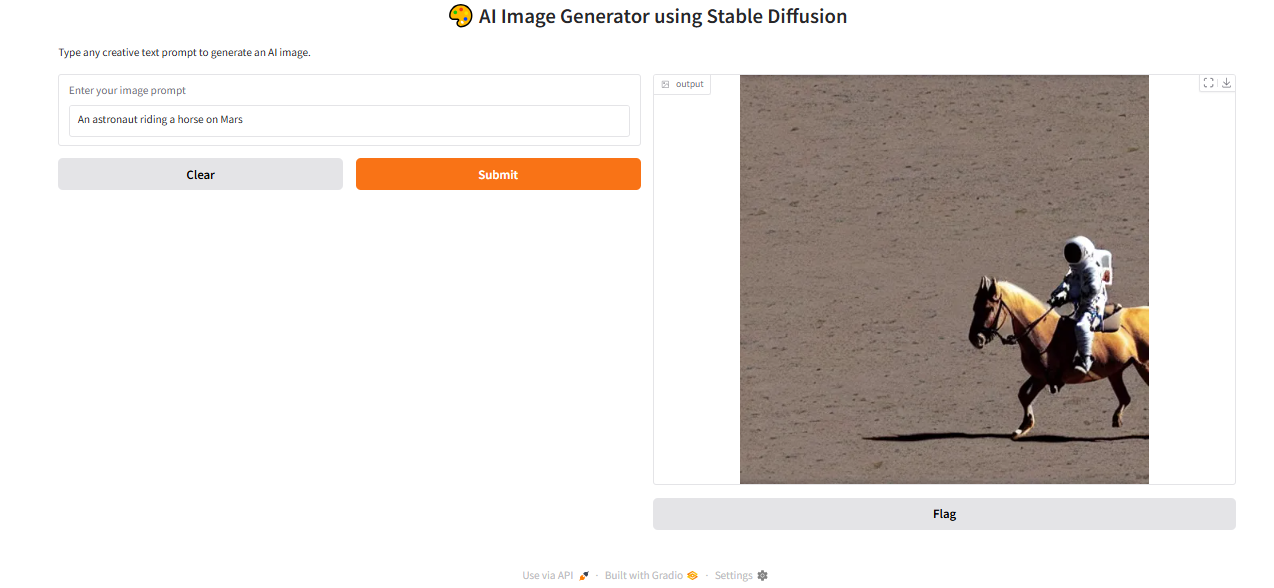 🎨 AI Image Generator using Stable Diffusion
Type any creative text prompt to generate an AI image.
Enter your image prompt
An astronaut riding a horse on Mars
Clear
Submit
output
Flag
Use via API 🚀 · Built with Gradio · Settings ⚙